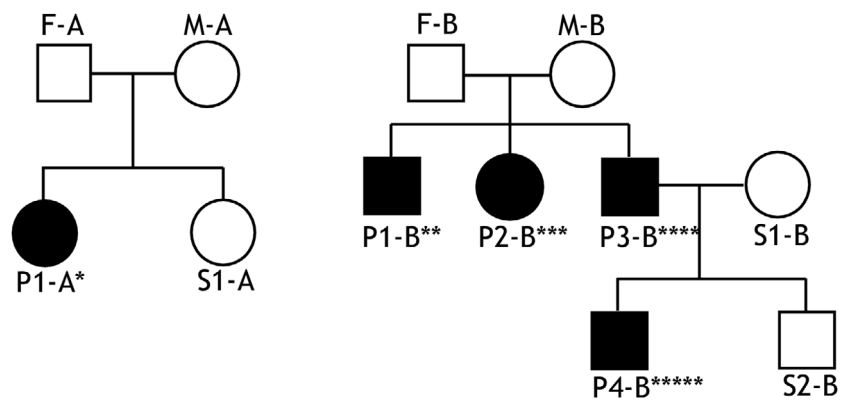 F-A M-A
P1-A* S1-A
F-B M-B
P1-B** P2-B*** P3-B**** S1-B
P4-B***** S2-B